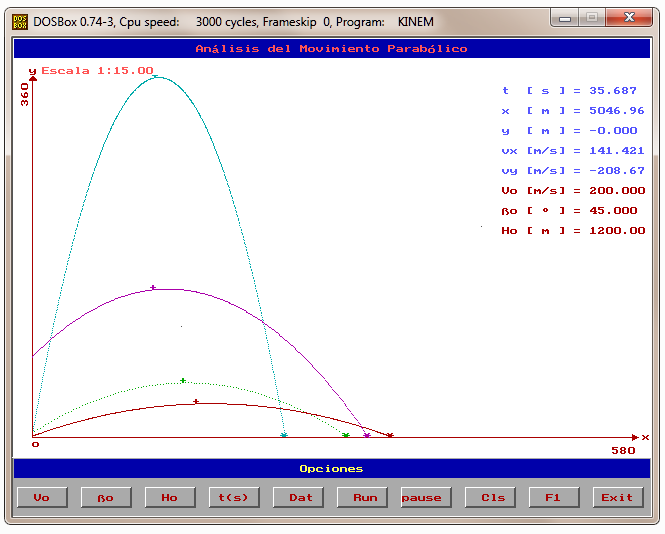 DOS
BOX
DOSBox 0.74-3, Cpu speed: 3000 cycles, Frameskip 0, Program: KINEM
Análisis del Movimiento Parabólico
y Escala 1:15.00
360
t [ s ] = 35.687
x [ m ] = 5046.96
y [ m ] = -0.000
vx [m/s] = 141.421
vy [m/s] = -208.67
Vo [m/s] = 200.000
ßo [ º ] = 45.000
Ho [ m ] = 1200.00
o
x
580
Opciones
Vo ßo Ho t(s) Dat Run pause Cls F1 Exit